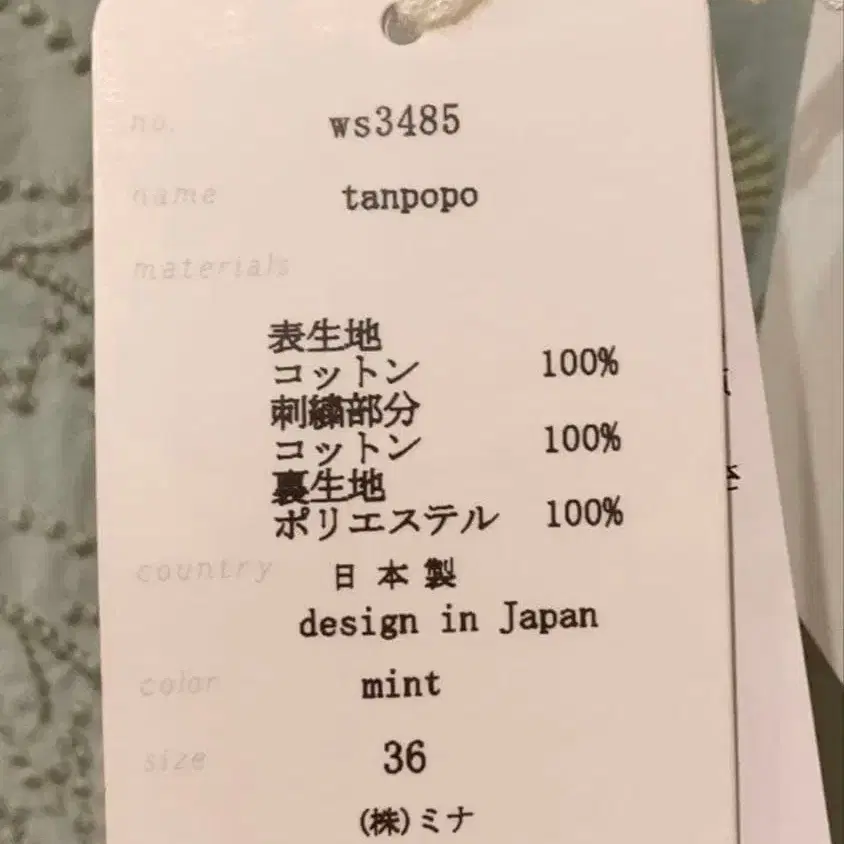 no. ws3485
name tanpopo
materials
表生地
コットン 100%
刺繍部分
コットン 100%
裏生地
ポリエステル 100%
country 日本製
design in Japan
color mint
size 36
(株)ミナ